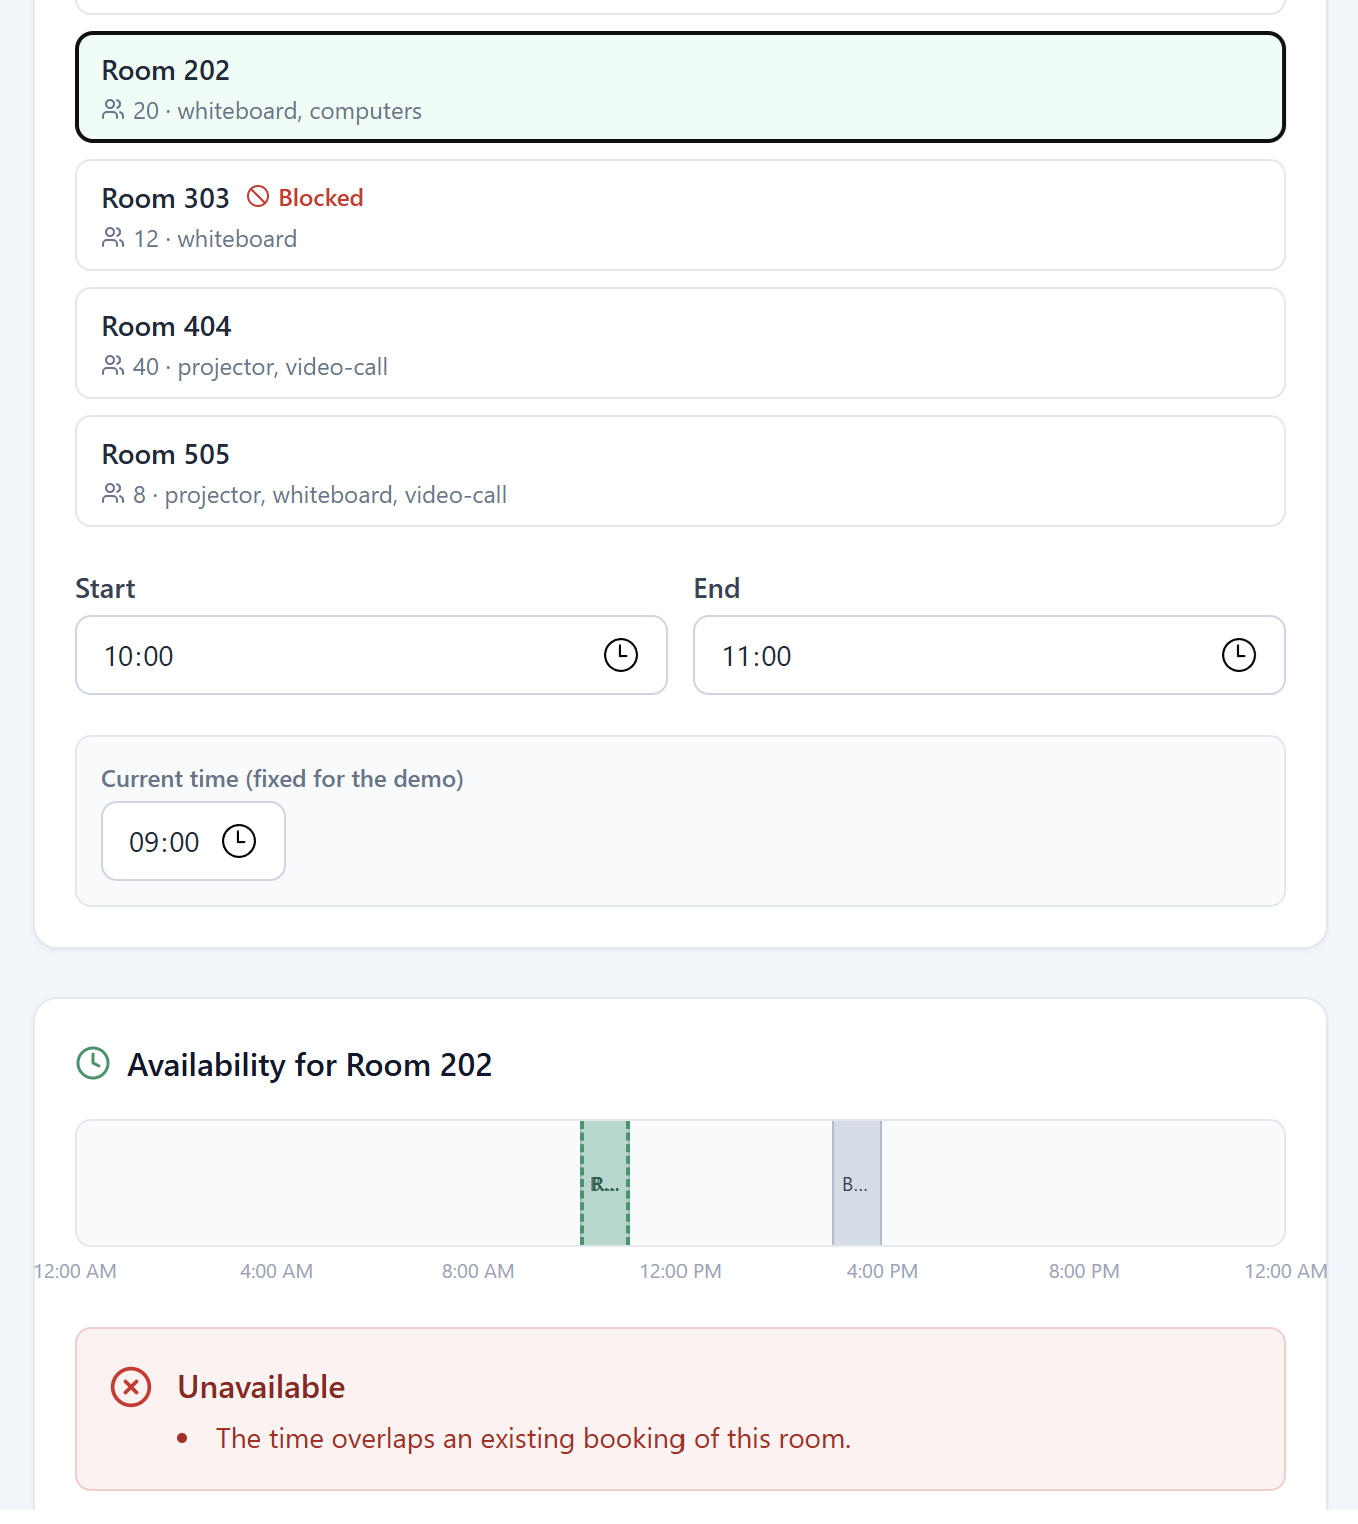 Room 202
20 · whiteboard, computers
Room 303 Blocked
12 · whiteboard
Room 404
40 · projector, video-call
Room 505
8 · projector, whiteboard, video-call
Start End
10:00 11:00
Current time (fixed for the demo)
09:00
Availability for Room 202
B...
12:00 AM 4:00 AM 8:00 AM 12:00 PM 4:00 PM 8:00 PM 12:00 AM
Unavailable
• The time overlaps an existing booking of this room.